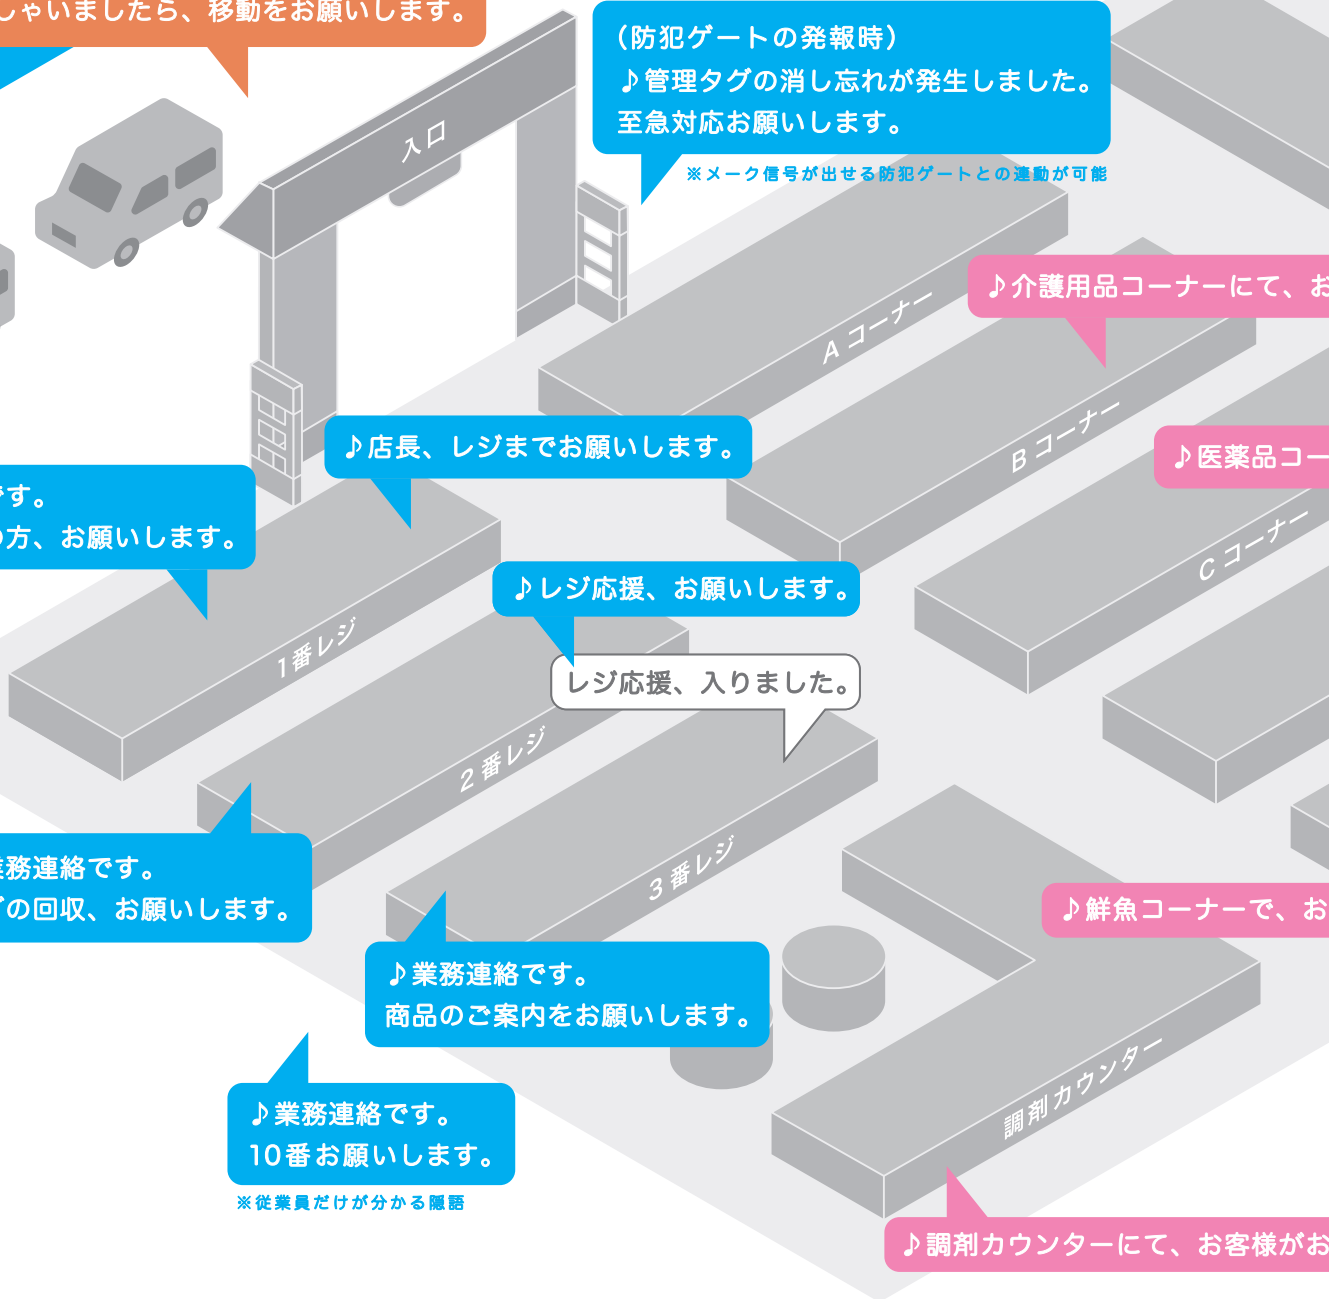 しゃいましたら、移動をお願いします。
（防犯ゲートの発報時）
♪管理タグの消し忘れが発生しました。
至急対応お願いします。
※メーク信号が出せる防犯ゲートとの連動が可能
入口
♪介護用品コーナーにて、お
Aコーナー
♪店長、レジまでお願いします。
Bコーナー
♪医薬品コー
です。
の方、お願いします。
Cコーナー
♪レジ応援、お願いします。
1番レジ
レジ応援、入りました。
2番レジ
業務連絡です。
の回収、お願いします。
3番レジ
♪鮮魚コーナーで、お
♪業務連絡です。
商品のご案内をお願いします。
調剤カウンター
♪業務連絡です。
10番お願いします。
※従業員だけが分かる隠語
♪調剤カウンターにて、お客様がお